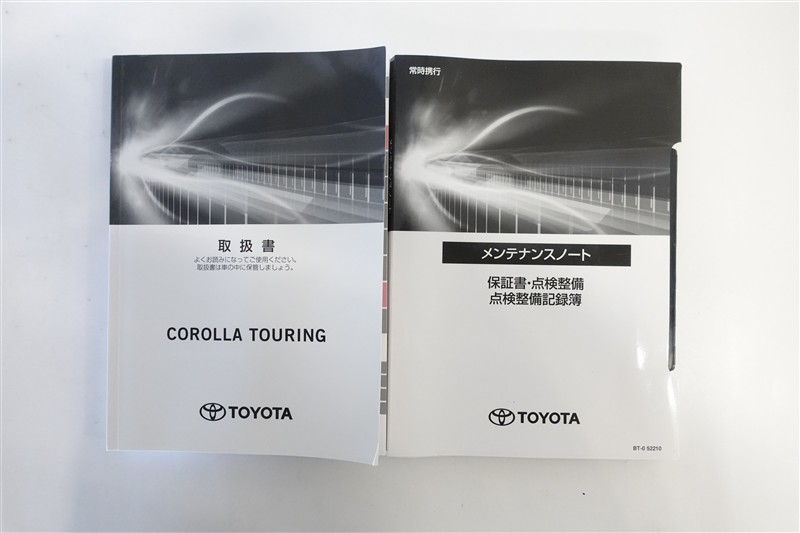 取扱書
よくお読みになってご使用ください。
取扱書は車の中に保管しましょう。
COROLLA TOURING
TOYOTA
常時携行
メンテナンスノート
保証書・点検整備
点検整備記録簿
TOYOTA
BT-0 52210